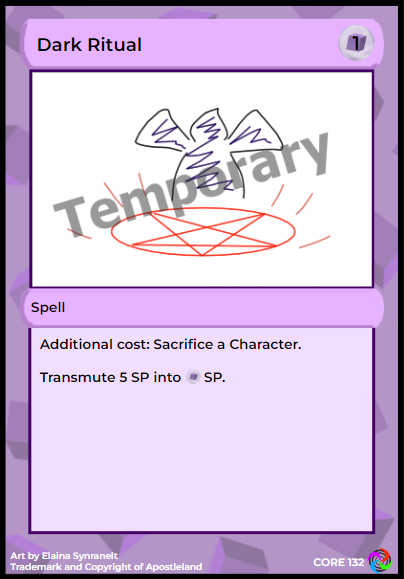 Dark Ritual
1
Temporary
Spell
Additional cost: Sacrifice a Character.
Transmute 5 SP into SP.
Art by Elaina Synranelt
Trademark and Copyright of Apostleland
CORE 132